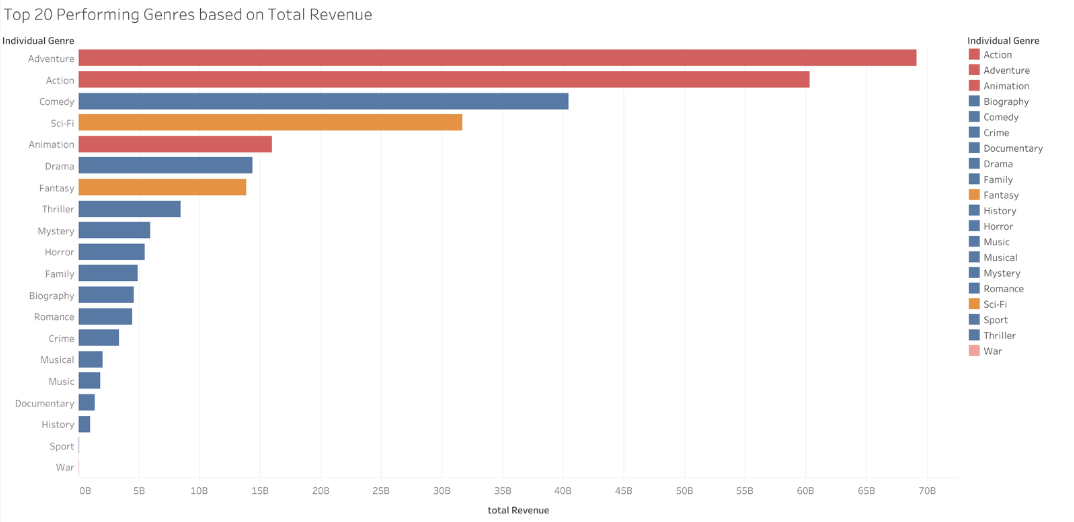 Top 20 Performing Genres based on Total Revenue
Individual Genre
Adventure
Action
Comedy
Sci-Fi
Animation
Drama
Fantasy
Thriller
Mystery
Horror
Family
Biography
Romance
Crime
Musical
Music
Documentary
History
Sport
War
0B 5B 10B 15B 20B 25B 30B 35B 40B 45B 50B 55B 60B 65B 70B
total Revenue
Individual Genre
Action
Adventure
Animation
Biography
Comedy
Crime
Documentary
Drama
Family
Fantasy
History
Horror
Music
Musical
Mystery
Romance
Sci-Fi
Sport
Thriller
War